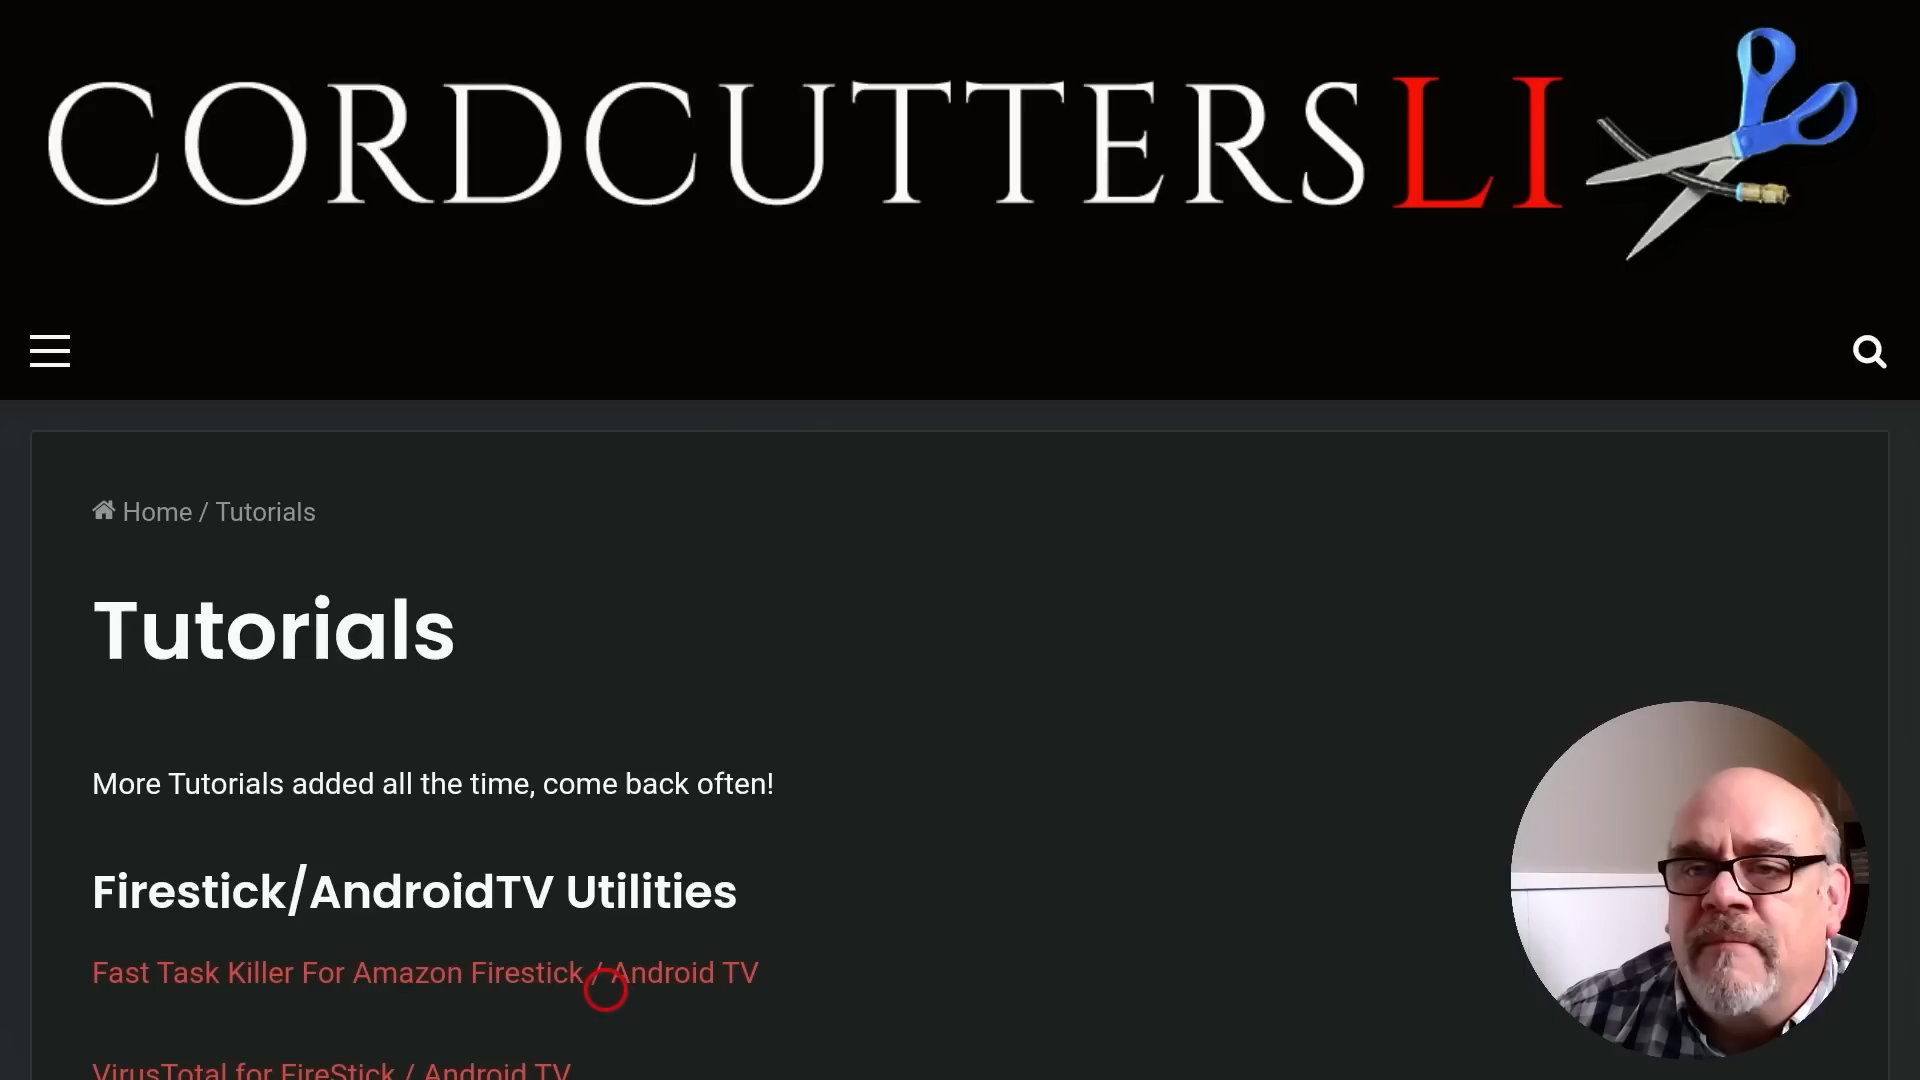 CORDCUTTERSLI
Home / Tutorials
Tutorials
More Tutorials added all the time, come back often!
Firestick/AndroidTV Utilities
Fast Task Killer For Amazon Firestick / Android TV
VirusTotal for FireStick / Android TV